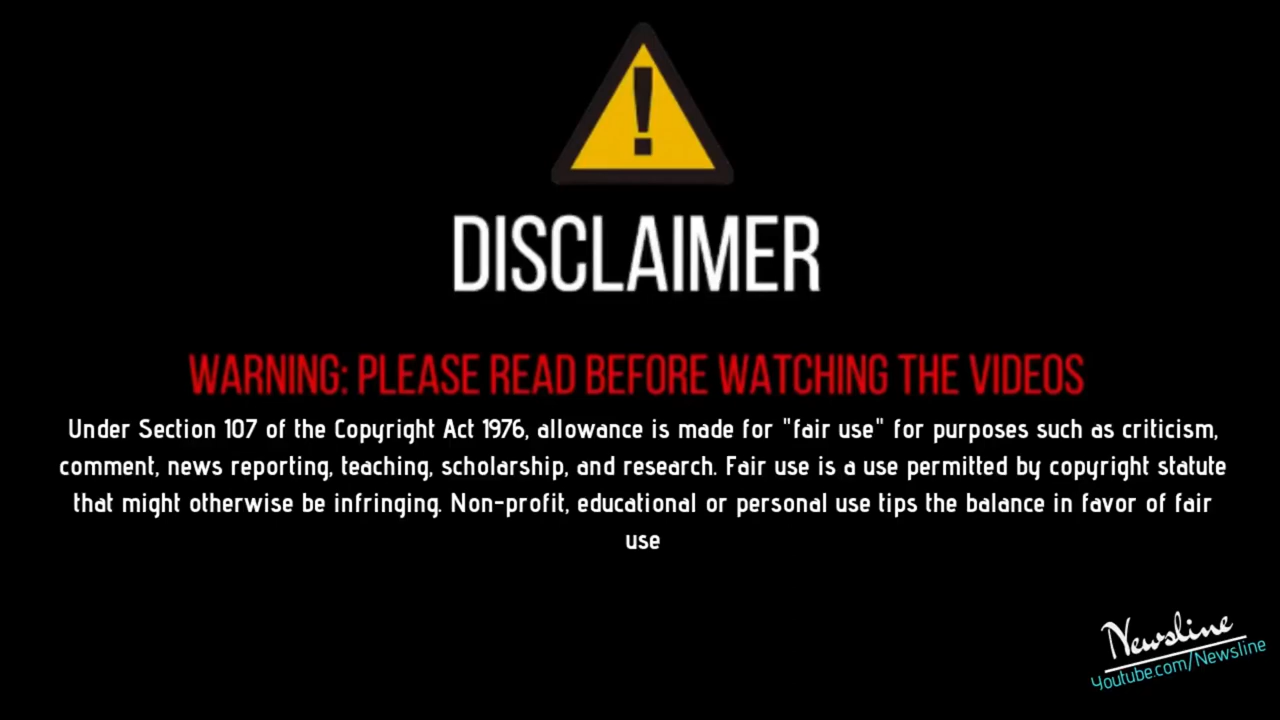 DISCLAIMER
WARNING: PLEASE READ BEFORE WATCHING THE VIDEOS
Under Section 107 of the Copyright Act 1976, allowance is made for "fair use" for purposes such as criticism,
comment, news reporting, teaching, scholarship, and research. Fair use is a use permitted by copyright statute
that might otherwise be infringing. Non-profit, educational or personal use tips the balance in favor of fair
use
Newsline
Youtube.com/Newsline